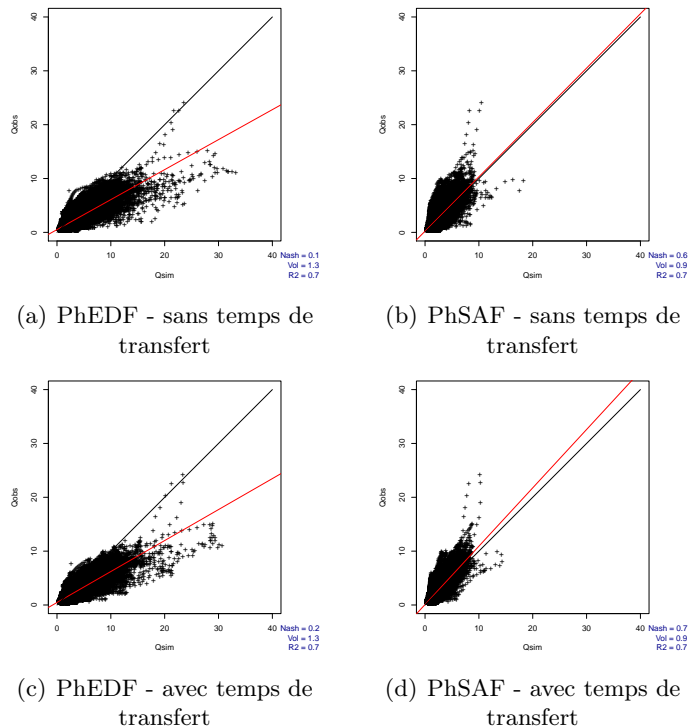 40
30
20
10
0
Qobs
0 10 20 30 40
Qsim
Nash = 0.1
Vol = 1.3
R2 = 0.7
(a) PhEDF - sans temps de
transfert
40
30
20
10
0
Qobs
0 10 20 30 40
Qsim
Nash = 0.6
Vol = 0.9
R2 = 0.7
(b) PhSAF - sans temps de
transfert
40
30
20
10
0
Qobs
0 10 20 30 40
Qsim
Nash = 0.2
Vol = 1.3
R2 = 0.7
(c) PhEDF - avec temps de
transfert
40
30
20
10
0
Qobs
0 10 20 30 40
Qsim
Nash = 0.7
Vol = 0.9
R2 = 0.7
(d) PhSAF - avec temps de
transfert